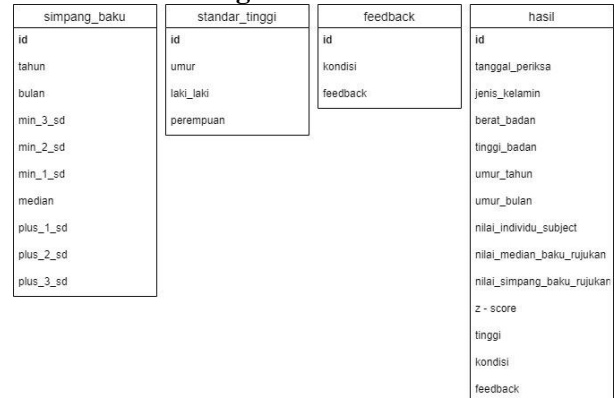 simpang_baku
id
tahun
bulan
min_3_sd
min_2_sd
min_1_sd
median
plus_1_sd
plus_2_sd
plus_3_sd
standar_tinggi
id
umur
laki_laki
perempuan
feedback
id
kondisi
feedback
hasil
id
tanggal_periksa
jenis_kelamin
berat_badan
tinggi_badan
umur_tahun
umur_bulan
nilai_individu_subject
nilai_median_baku_rujukan
nilai_simpang_baku_rujukan
z - score
tinggi
kondisi
feedback